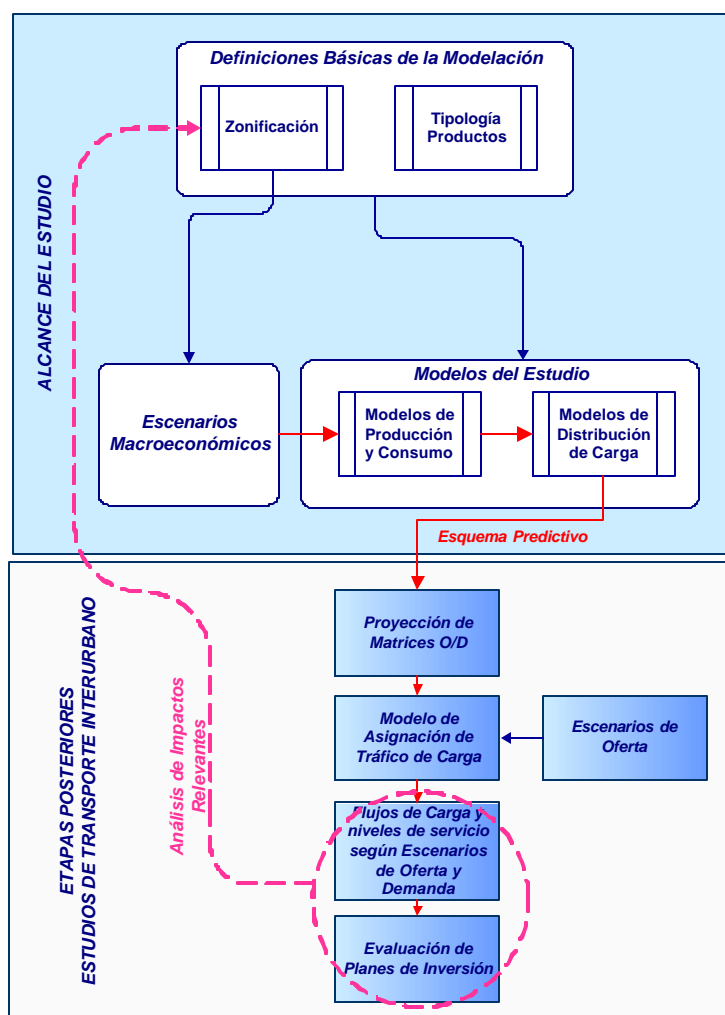 Definiciones Básicas de la Modelación
Zonificación
Tipología
Productos
ALCANCE DEL ESTUDIO
Escenarios
Macroeconómicos
Modelos del Estudio
Modelos de
Producción
y Consumo
Modelos de
Distribución
de Carga
Esquema Predictivo
ETAPAS POSTERIORES
ESTUDIOS DE TRANSPORTE INTERURBANO
Análisis de Impactos
Relevantes
Proyección de
Matrices O/D
Modelo de
Asignación de
Tráfico de Carga
Escenarios de
Oferta
Flujos de Carga y
niveles de servicio
según Escenarios
de Oferta y
Demanda
Evaluación de
Planes de Inversión